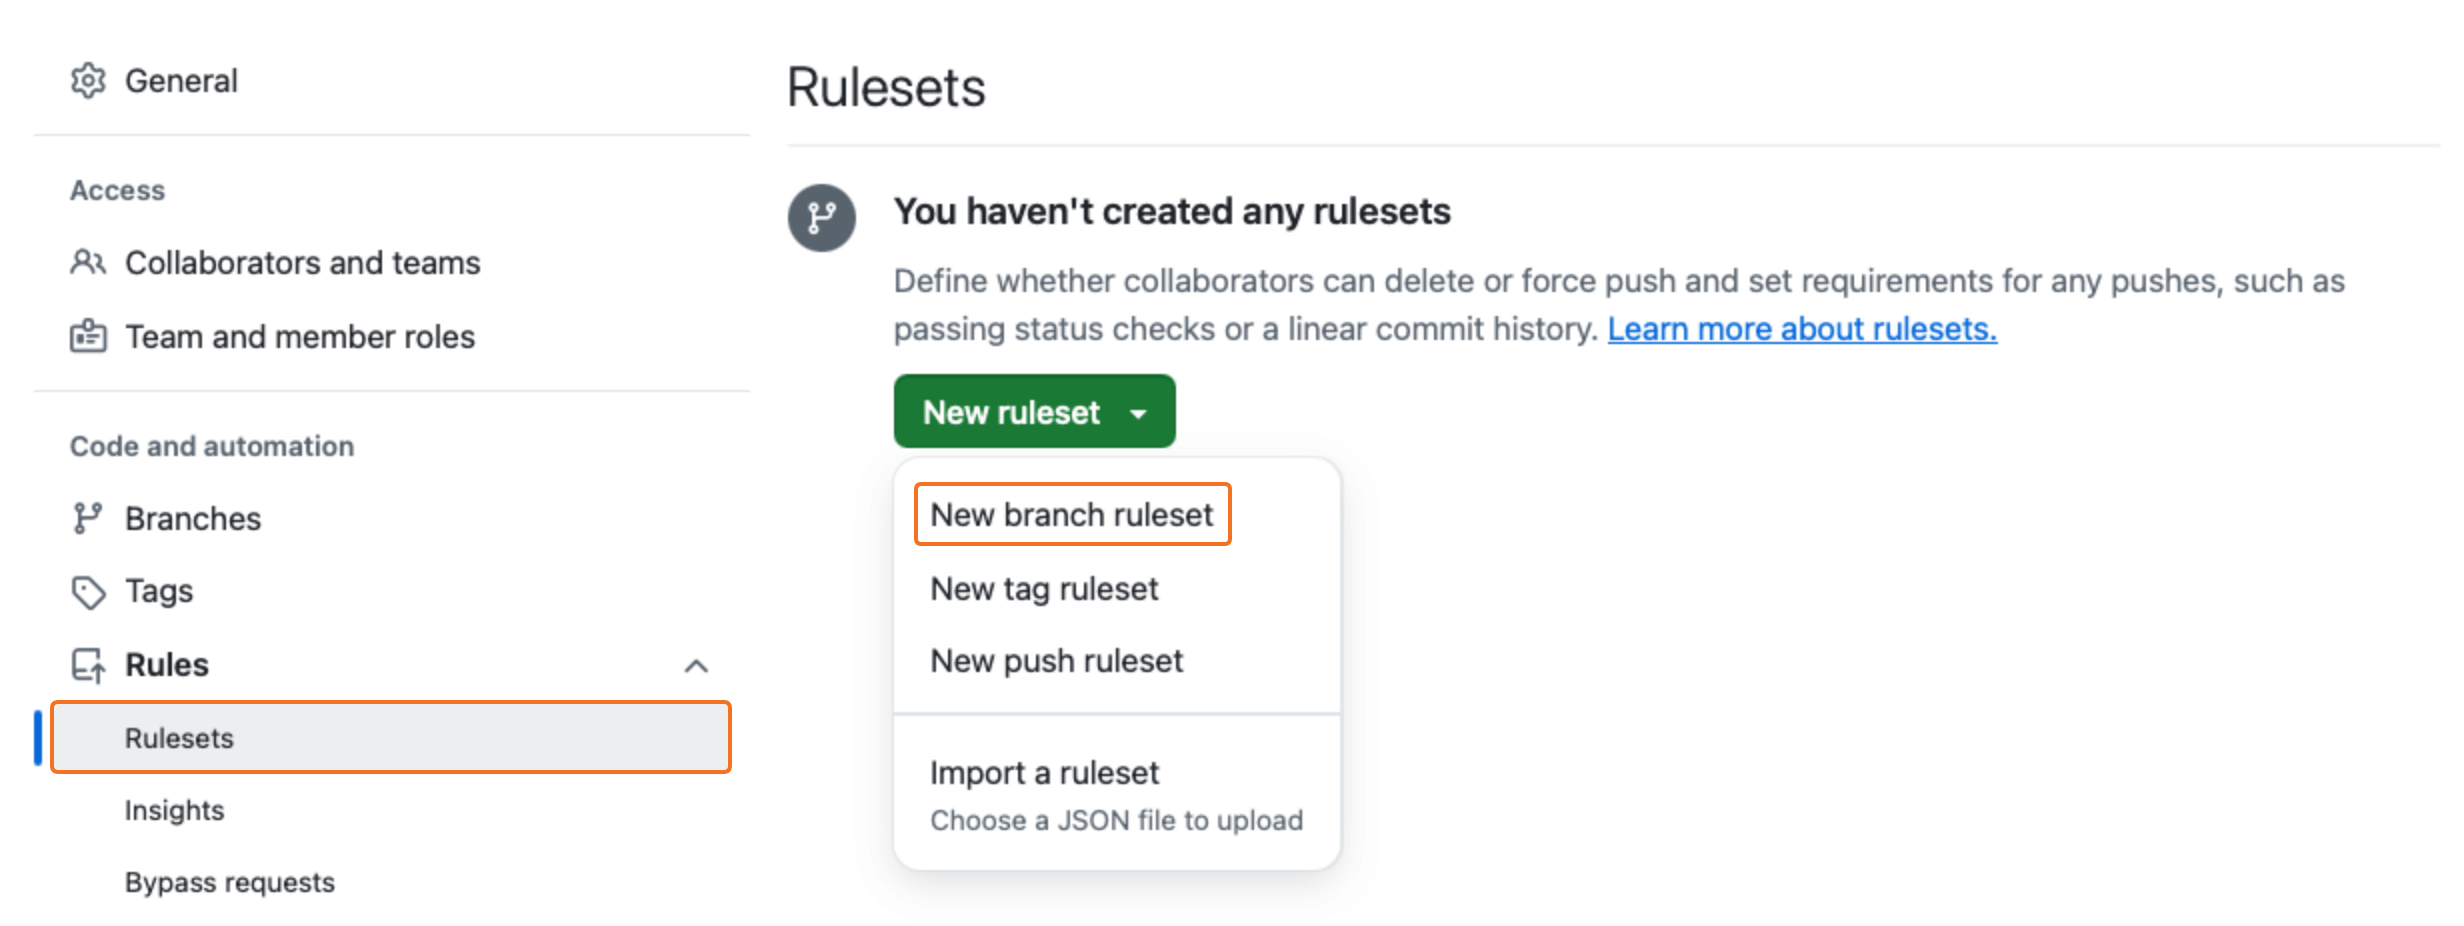 General
Access
Collaborators and teams
Team and member roles
Code and automation
Branches
Tags
Rules
Rulesets
Insights
Bypass requests
Rulesets
You haven't created any rulesets
Define whether collaborators can delete or force push and set requirements for any pushes, such as
passing status checks or a linear commit history. Learn more about rulesets.
New ruleset
New branch ruleset
New tag ruleset
New push ruleset
Import a ruleset
Choose a JSON file to upload